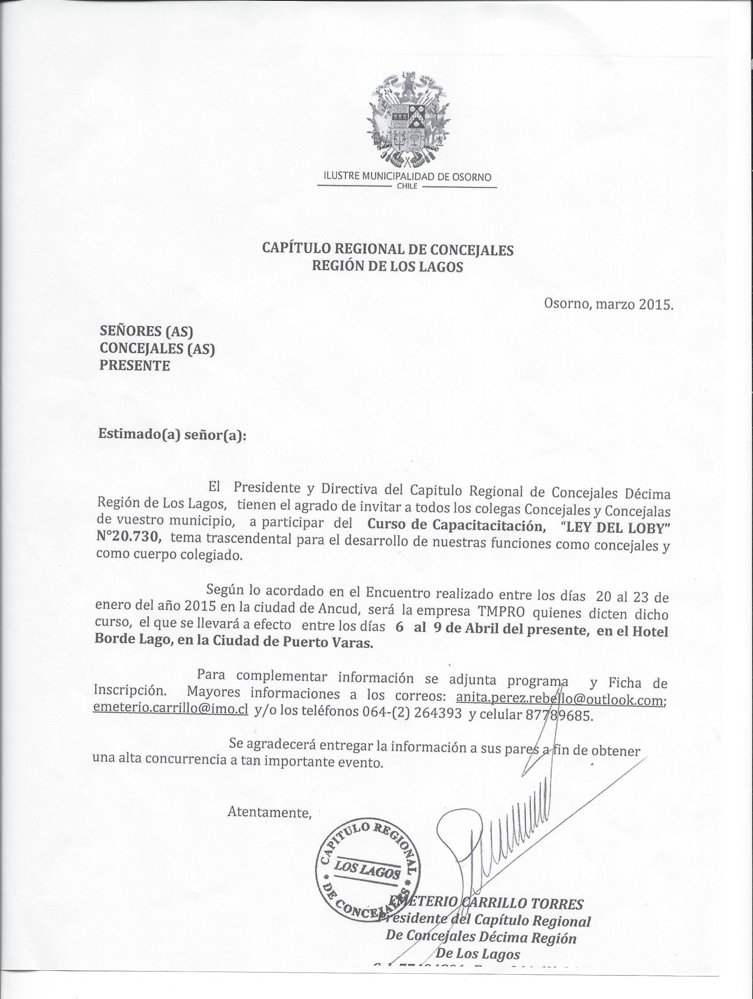 ILUSTRE MUNICIPALIDAD DE OSORNO
CHILE
CAPÍTULO REGIONAL DE CONCEJALES
REGIÓN DE LOS LAGOS
Osorno, marzo 2015.
SEÑORES (AS)
CONCEJALES (AS)
PRESENTE
Estimado(a) señor(a):
El Presidente y Directiva del Capitulo Regional de Concejales Décima
Región de Los Lagos, tienen el agrado de invitar a todos los colegas Concejales y Concejalas
de vuestro municipio, a participar del Curso de Capacitacitación, “LEY DEL LOBY”
N°20.730, tema trascendental para el desarrollo de nuestras funciones como concejales y
como cuerpo colegiado.
Según lo acordado en el Encuentro realizado entre los días 20 al 23 de
enero del año 2015 en la ciudad de Ancud, será la empresa TMPRO quienes dicten dicho
curso, el que se llevará a efecto entre los días 6 al 9 de Abril del presente, en el Hotel
Borde Lago, en la Ciudad de Puerto Varas.
Para complementar información se adjunta programa y Ficha de
Inscripción. Mayores informaciones a los correos: anita.perez.rebello@outlook.com;
emeterio.carrillo@imo.cl y/o los teléfonos 064-(2) 264393 y celular 87789685.
Se agradecerá entregar la información a sus pares a fin de obtener
una alta concurrencia a tan importante evento.
Atentamente,
CAPITULO REGIONAL
LOS LAGOS
* DE CONCEJALES *
EMETERIO CARRILLO TORRES
Presidente del Capítulo Regional
De Concejales Décima Región
De Los Lagos